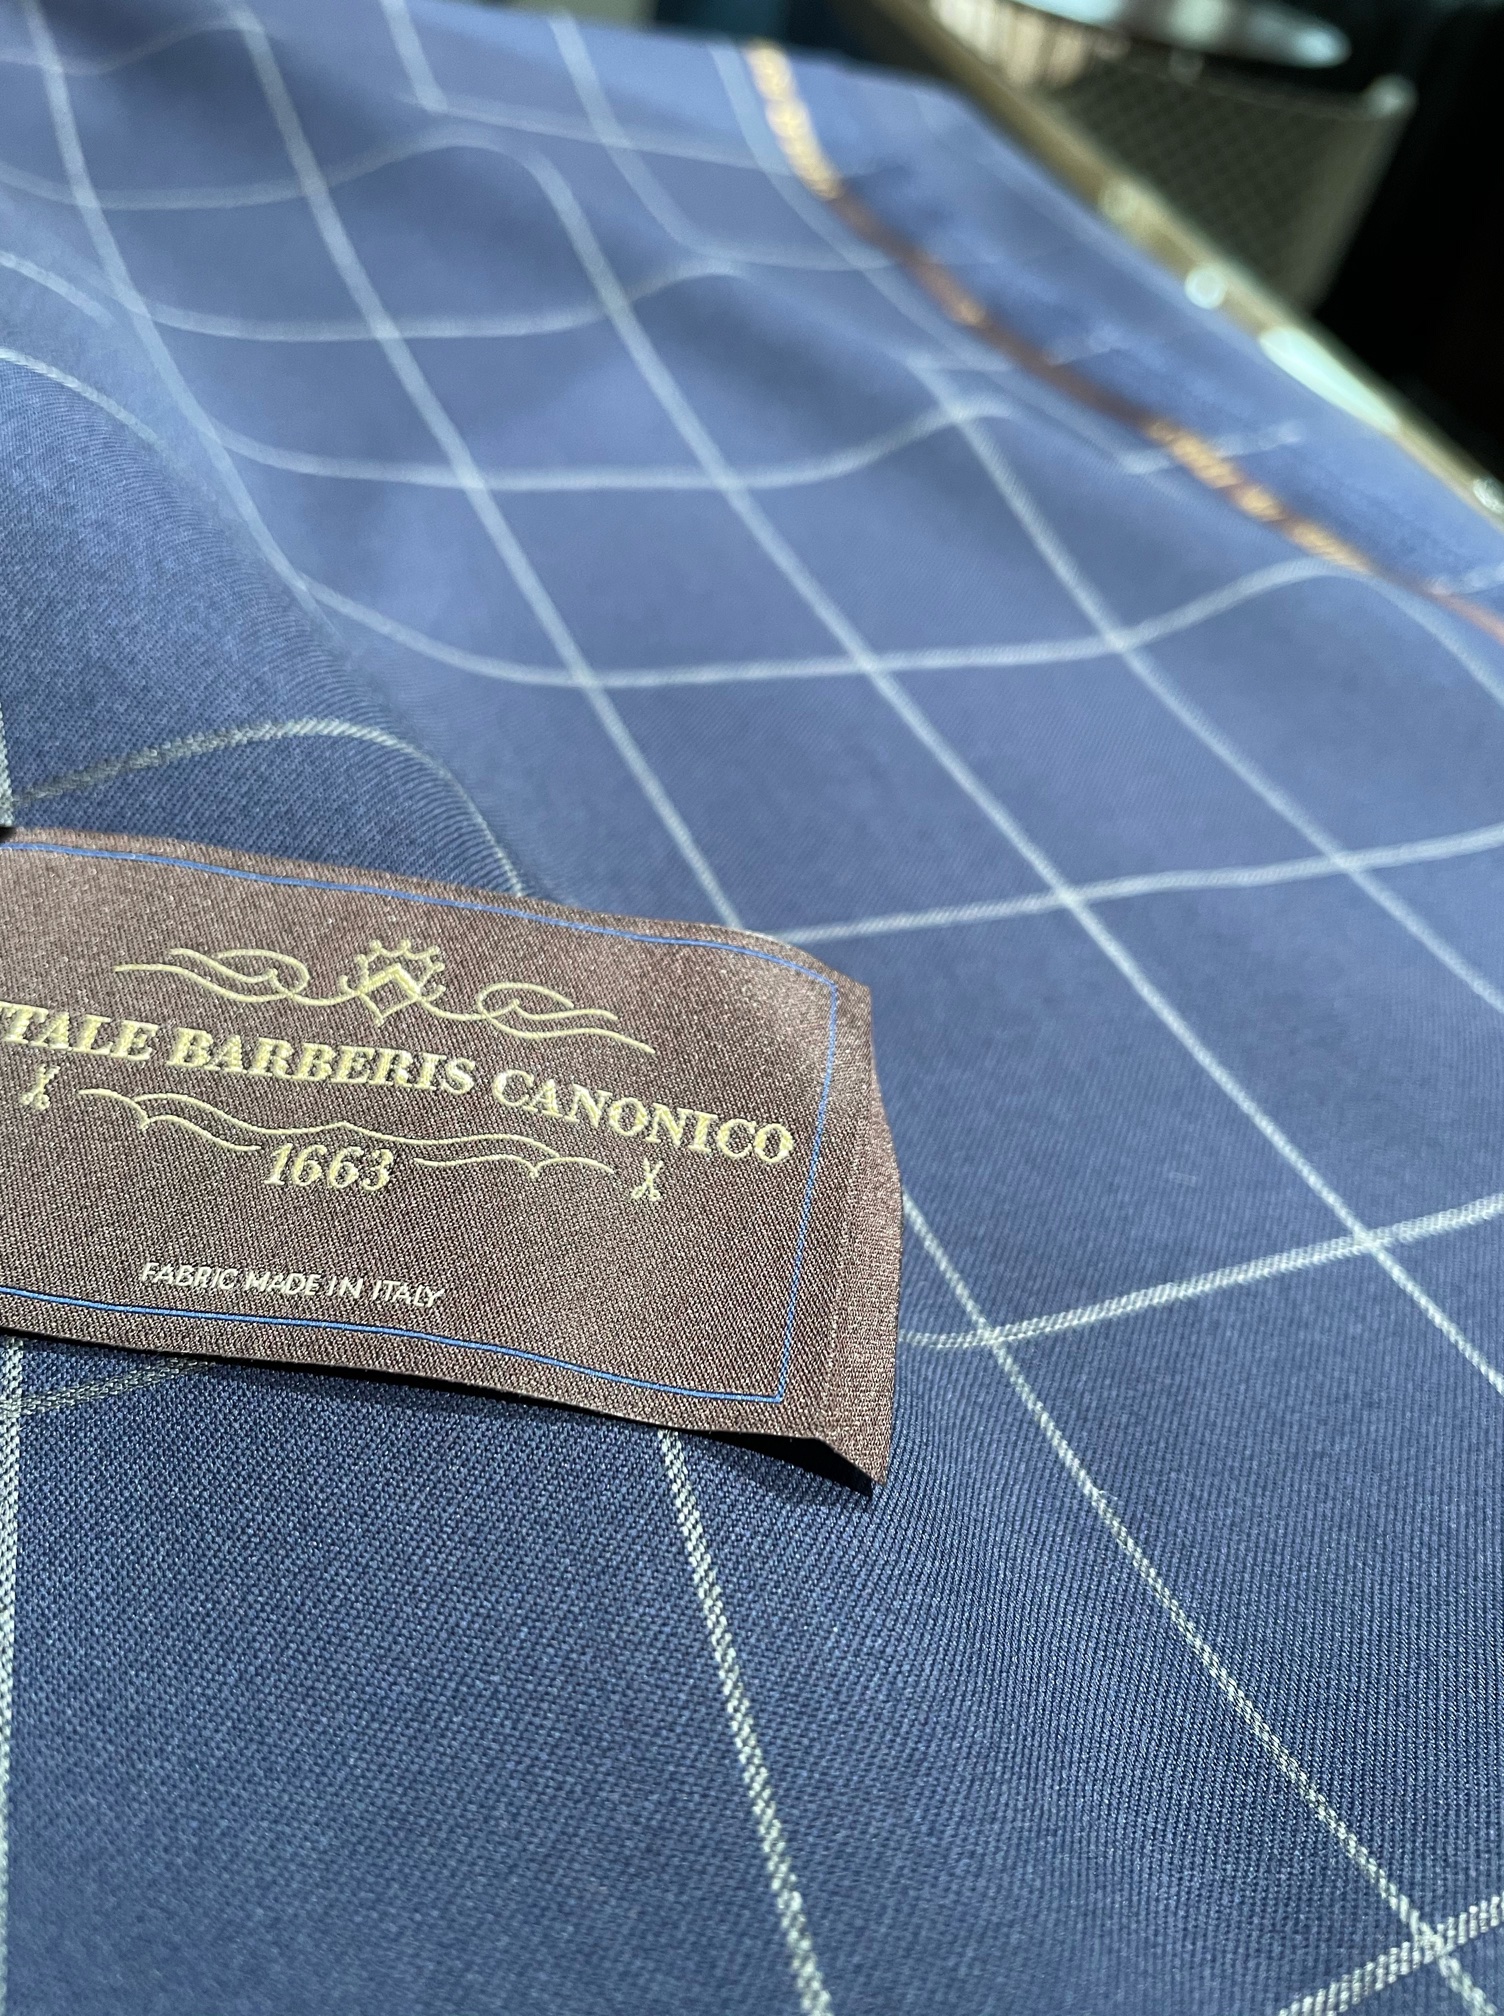 TALE BARBERIS CANONICO
1663
FABRIC MADE IN ITALY